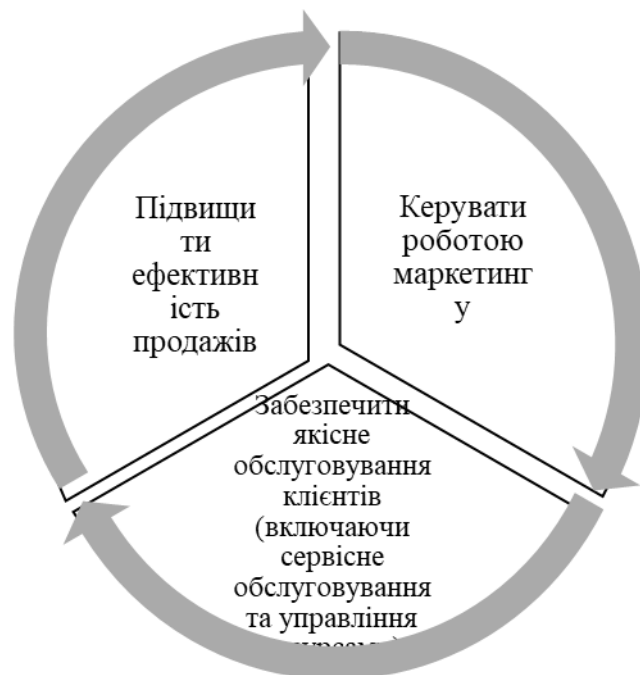 Підвищи
ти
ефективн
ість
продажів
Керувати
роботою
маркетинг
у
Забезпечити
якісне
обслуговування
клієнтів
(включаючи
сервісне
обслуговування
та управління